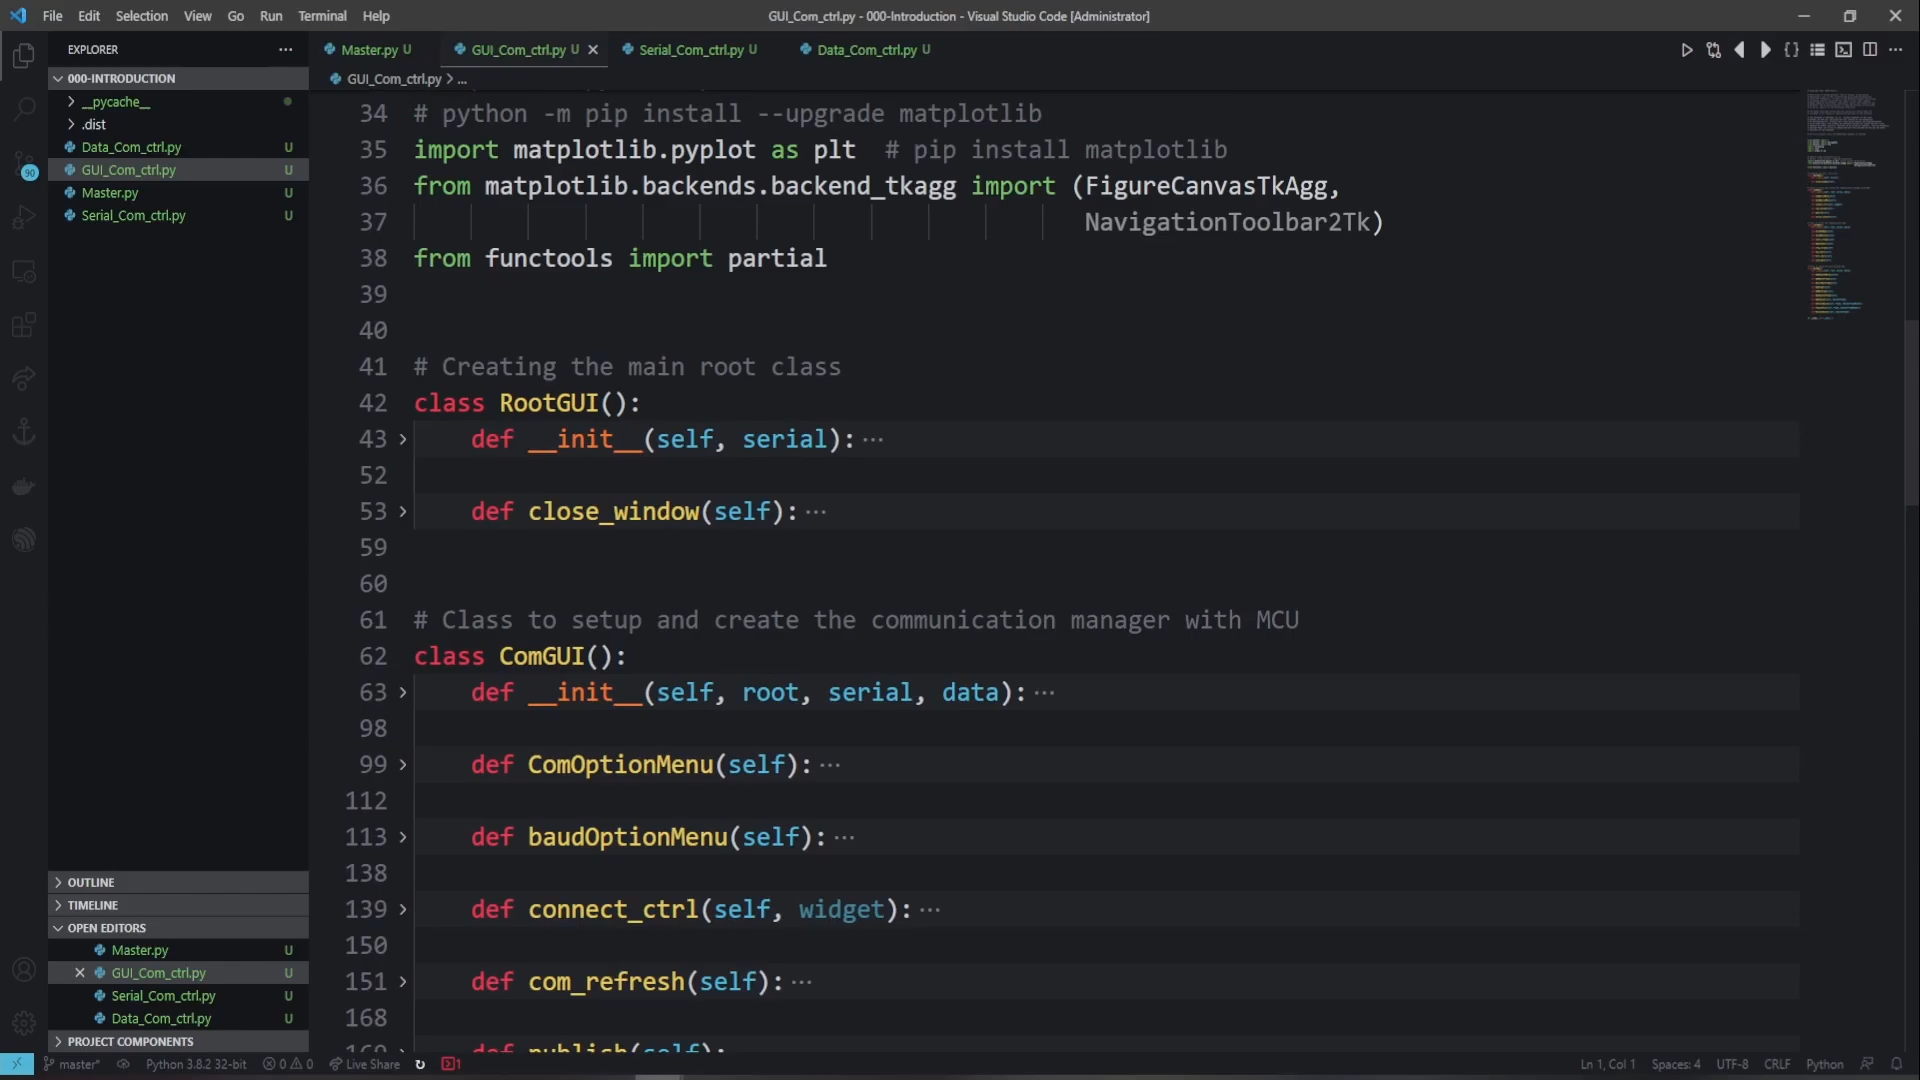 File Edit Selection View Go Run Terminal Help
GUI_Com_ctrl.py - 000-Introduction - Visual Studio Code [Administrator]
EXPLORER
Master.py U
GUI_Com_ctrl.py U
Serial_Com_ctrl.py U
Data_Com_ctrl.py U
000-INTRODUCTION
GUI_Com_ctrl.py > ...
__pycache__
.dist
Data_Com_ctrl.py U
GUI_Com_ctrl.py U
Master.py U
Serial_Com_ctrl.py U
90
34 # python -m pip install --upgrade matplotlib
35 import matplotlib.pyplot as plt # pip install matplotlib
36 from matplotlib.backends.backend_tkagg import (FigureCanvasTkAgg,
37 NavigationToolbar2Tk)
38 from functools import partial
39
40
41 # Creating the main root class
42 class RootGUI():
43 def __init__(self, serial): ...
52
53 def close_window(self): ...
59
60
61 # Class to setup and create the communication manager with MCU
62 class ComGUI():
63 def __init__(self, root, serial, data): ...
98
99 def ComOptionMenu(self): ...
112
113 def baudOptionMenu(self): ...
138
139 def connect_ctrl(self, widget): ...
150
151 def com_refresh(self): ...
168
169 def publish(self):
OUTLINE
TIMELINE
OPEN EDITORS
Master.py U
GUI_Com_ctrl.py U
Serial_Com_ctrl.py U
Data_Com_ctrl.py U
PROJECT COMPONENTS
master* Python 3.8.2 32-bit 0 0 Live Share 1
Ln 1, Col 1 Spaces: 4 UTF-8 CRLF Python